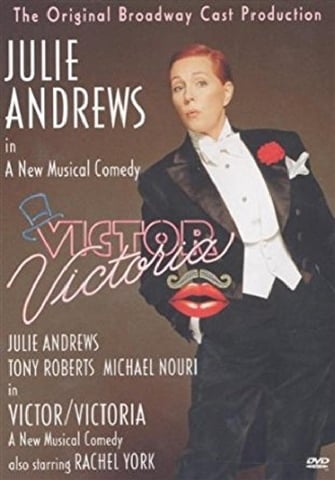 The Original Broadway Cast Production
JULIE
ANDREWS
in
A New Musical Comedy
VICTOR
Victoria
JULIE ANDREWS
TONY ROBERTS MICHAEL NOURI
in
VICTOR/VICTORIA
A New Musical Comedy
also starring RACHEL YORK
DVD